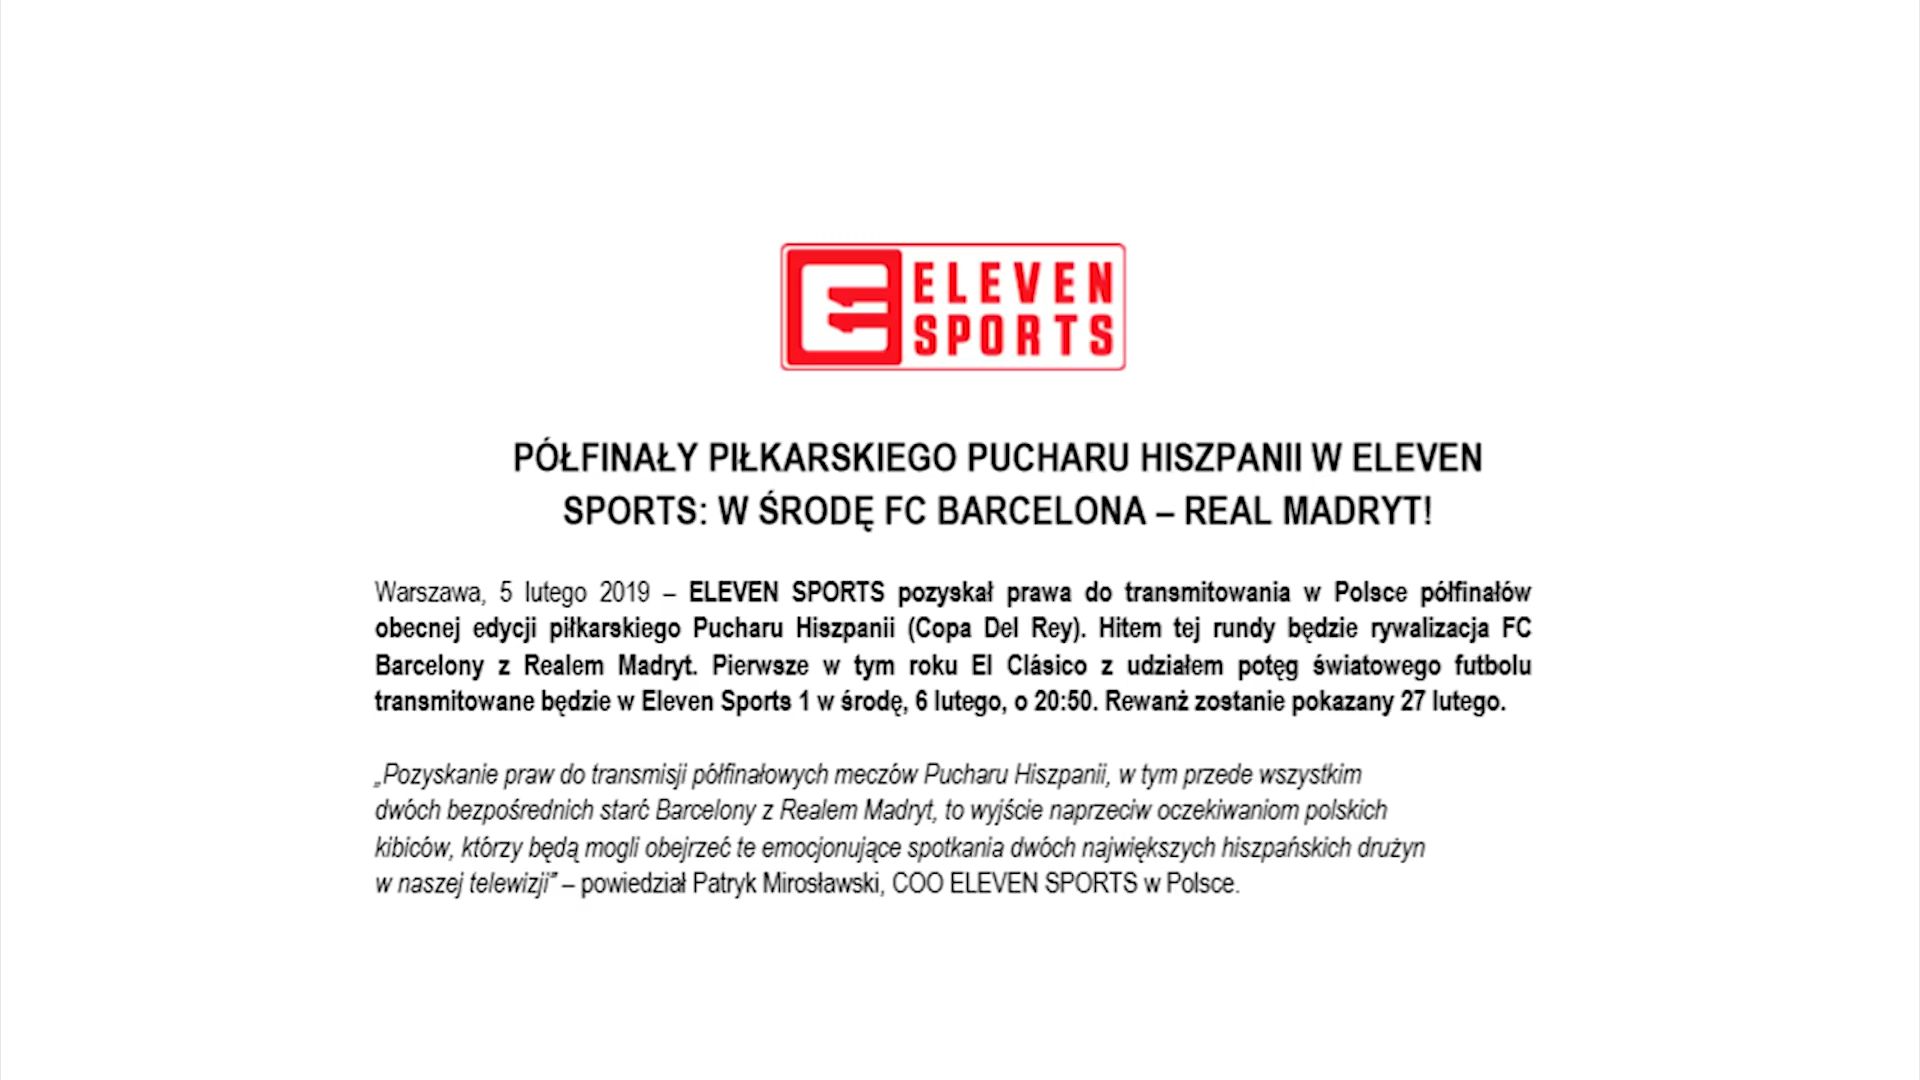 ELEVEN
SPORTS
PÓŁFINAŁY PIŁKARSKIEGO PUCHARU HISZPANII W ELEVEN
SPORTS: W ŚRODĘ FC BARCELONA – REAL MADRYT!
Warszawa, 5 lutego 2019 – ELEVEN SPORTS pozyskał prawa do transmitowania w Polsce półfinałów
obecnej edycji piłkarskiego Pucharu Hiszpanii (Copa Del Rey). Hitem tej rundy będzie rywalizacja FC
Barcelony z Realem Madryt. Pierwsze w tym roku El Clásico z udziałem potęg światowego futbolu
transmitowane będzie w Eleven Sports 1 w środę, 6 lutego, o 20:50. Rewanż zostanie pokazany 27 lutego.
„Pozyskanie praw do transmisji półfinałowych meczów Pucharu Hiszpanii, w tym przede wszystkim
dwóch bezpośrednich starć Barcelony z Realem Madryt, to wyjście naprzeciw oczekiwaniom polskich
kibiców, którzy będą mogli obejrzeć te emocjonujące spotkania dwóch największych hiszpańskich drużyn
w naszej telewizji” – powiedział Patryk Mirosławski, COO ELEVEN SPORTS w Polsce.